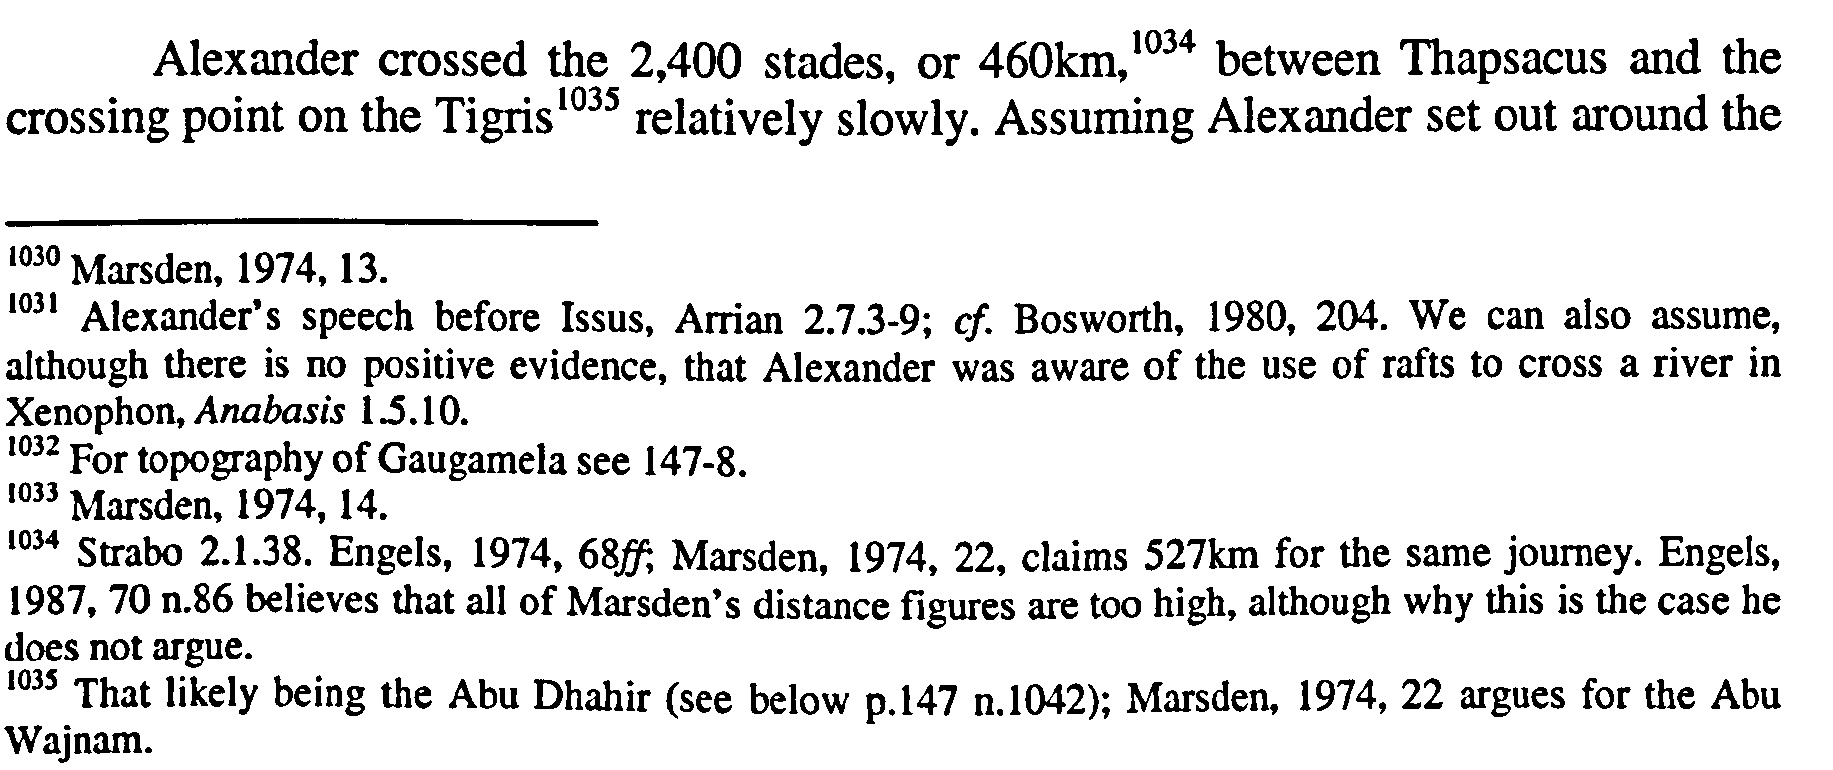 Alexander crossed the 2,400 stades, or 460km,1034 between Thapsacus and the
crossing point on the Tigris1035 relatively slowly. Assuming Alexander set out around the
1030 Marsden, 1974, 13.
1031 Alexander's speech before Issus, Arrian 2.7.3-9; cf. Bosworth, 1980, 204. We can also assume,
although there is no positive evidence, that Alexander was aware of the use of rafts to cross a river in
Xenophon, Anabasis 1.5.10.
1032 For topography of Gaugamela see 147-8.
1033 Marsden, 1974, 14.
1034 Strabo 2.1.38. Engels, 1974, 68ff; Marsden, 1974, 22, claims 527km for the same journey. Engels,
1987, 70 n.86 believes that all of Marsden's distance figures are too high, although why this is the case he
does not argue.
1035 That likely being the Abu Dhahir (see below p.147 n.1042); Marsden, 1974, 22 argues for the Abu
Wajnam.